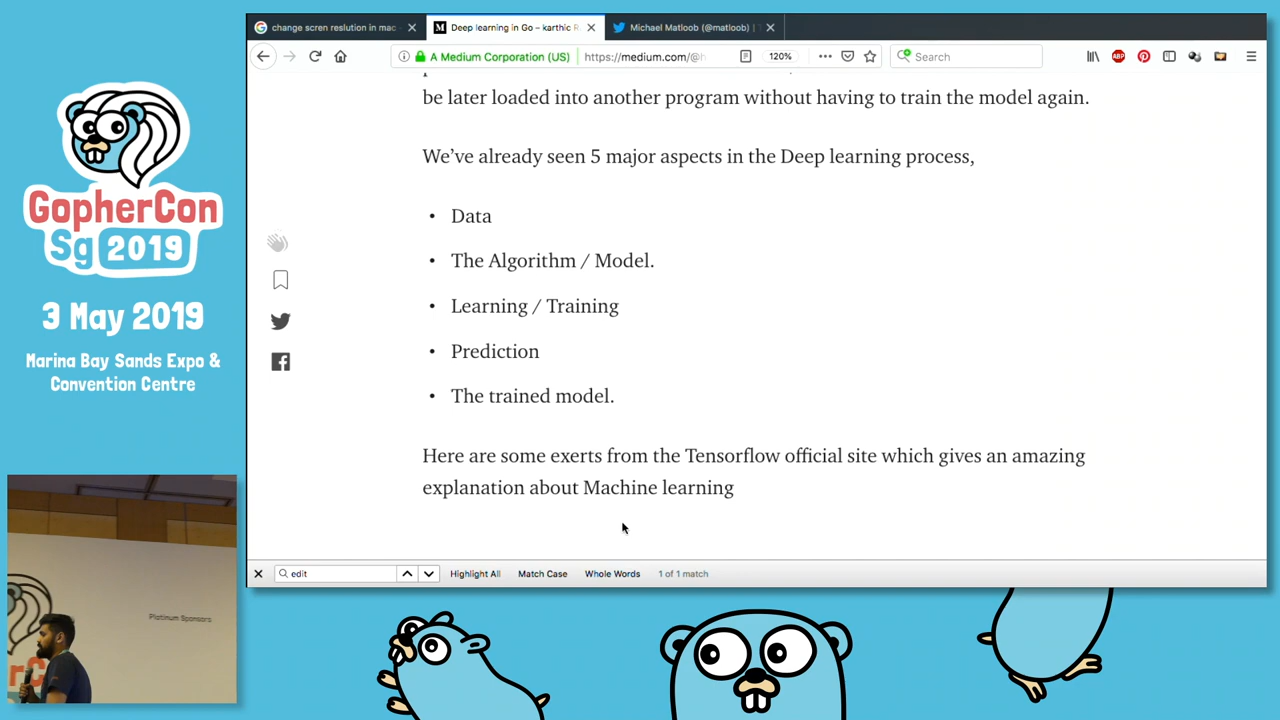 GopherCon
Sg 2019
3 May 2019
Marina Bay Sands Expo &
Convention Centre
Platinum Sponsors
change scren reslution in mac
Deep learning in Go – karthic R
Michael Matloob (@matloob) | T
A Medium Corporation (US)
https://medium.com/@h
120%
Search
ABP
be later loaded into another program without having to train the model again.
We’ve already seen 5 major aspects in the Deep learning process,
• Data
• The Algorithm / Model.
• Learning / Training
• Prediction
• The trained model.
Here are some exerts from the Tensorflow official site which gives an amazing
explanation about Machine learning
edit
Highlight All
Match Case
Whole Words
1 of 1 match